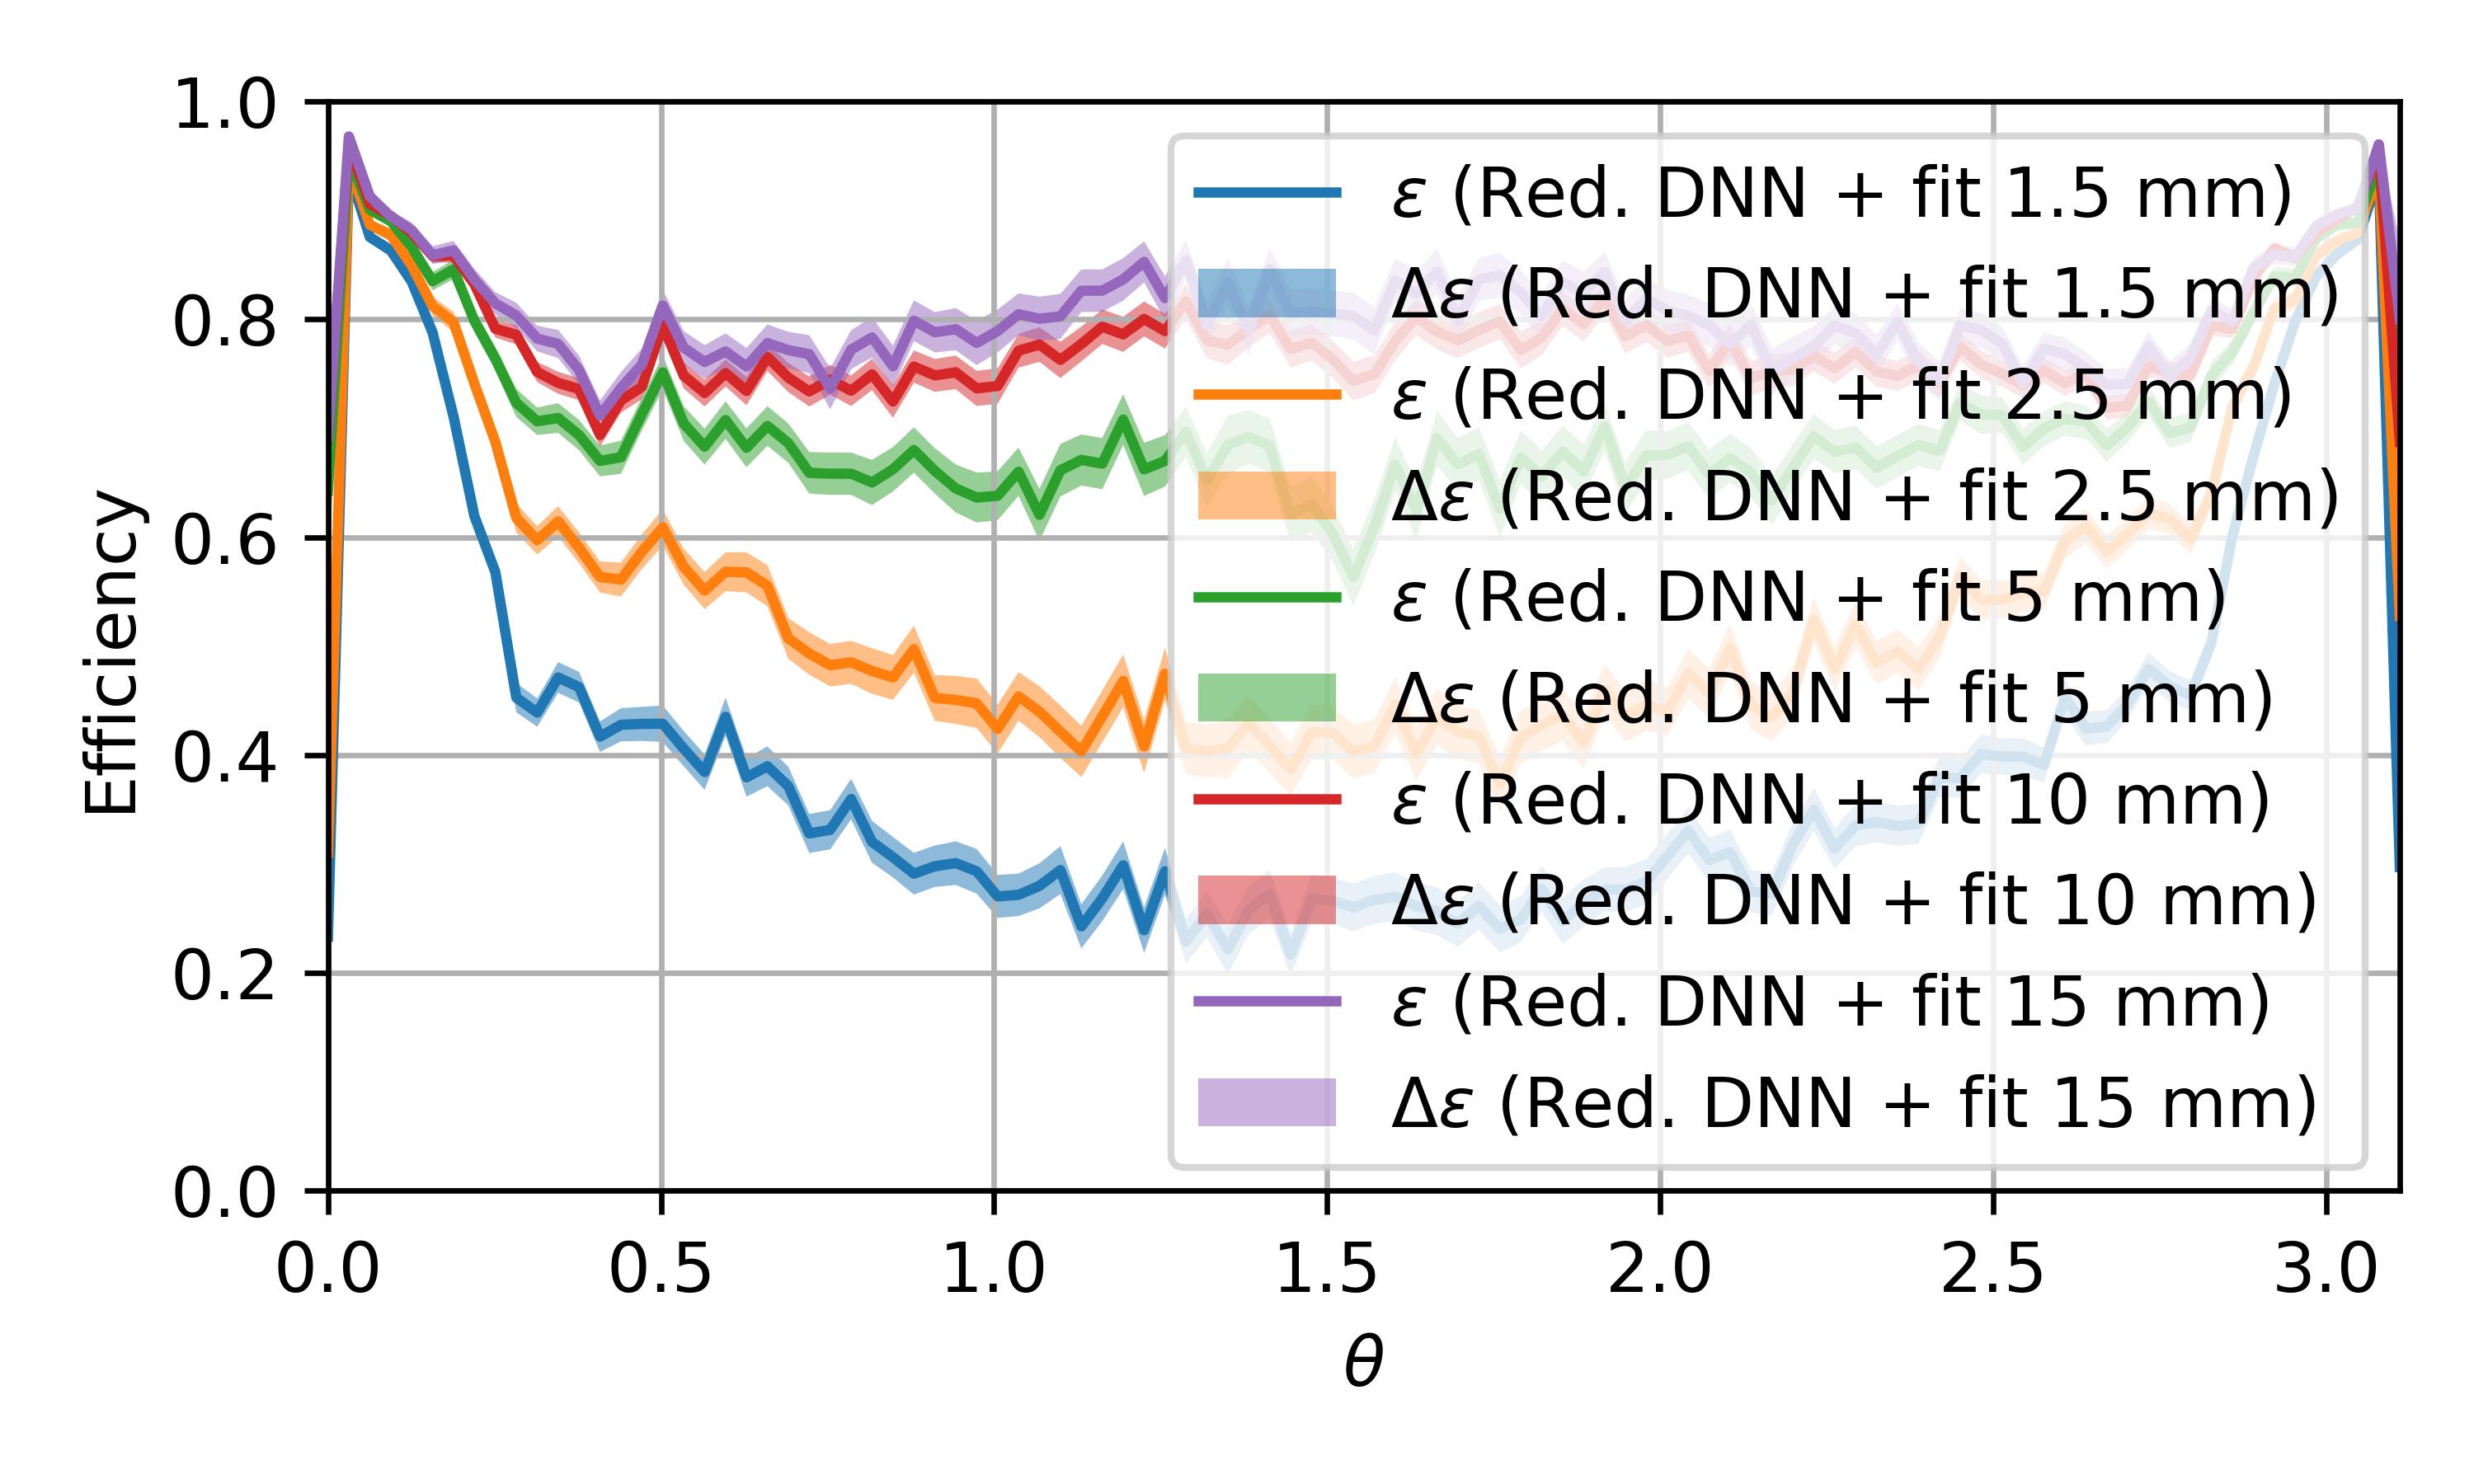 1.0
0.8
0.6
0.4
0.2
0.0
Efficiency
ε (Red. DNN + fit 1.5 mm)
Δε (Red. DNN + fit 1.5 mm)
ε (Red. DNN + fit 2.5 mm)
Δε (Red. DNN + fit 2.5 mm)
ε (Red. DNN + fit 5 mm)
Δε (Red. DNN + fit 5 mm)
ε (Red. DNN + fit 10 mm)
Δε (Red. DNN + fit 10 mm)
ε (Red. DNN + fit 15 mm)
Δε (Red. DNN + fit 15 mm)
0.0 0.5 1.0 1.5 2.0 2.5 3.0
θ